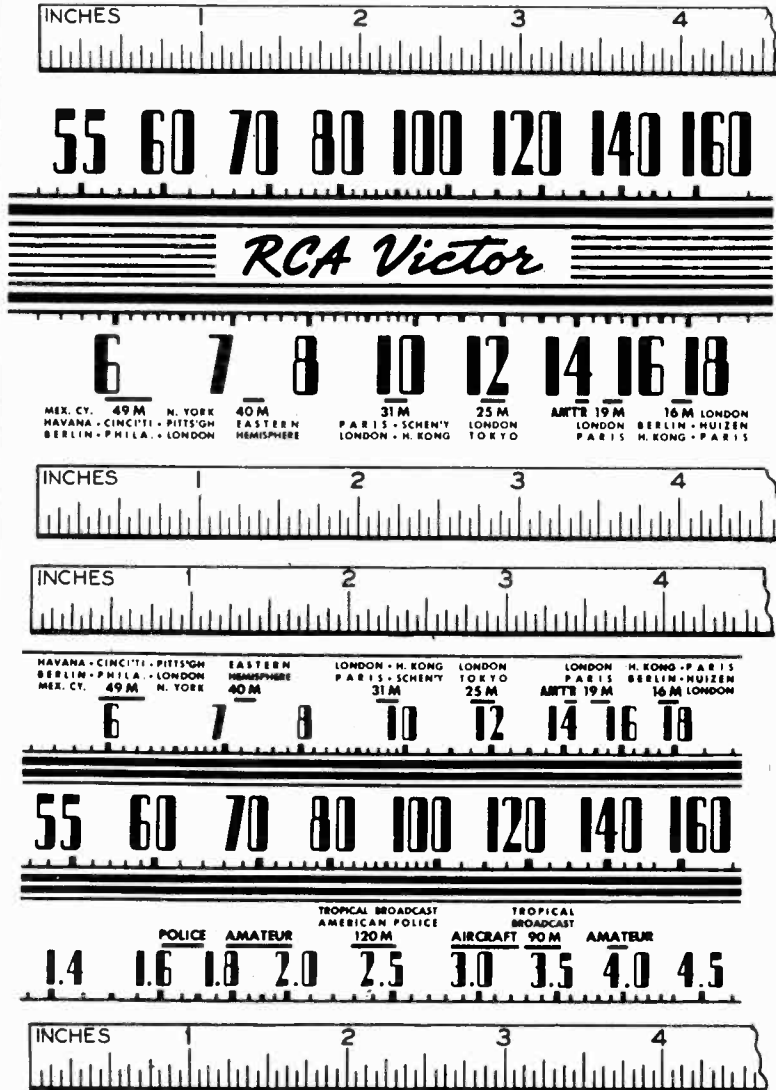 INCHES 1 2 3 4
55 60 70 80 100 120 140 160
RCA Victor
6 7 8 10 12 14 16 18
MEX. CY. 49 M N. YORK 40 M 31 M 25 M AMT'R 19 M 16 M LONDON
HAVANA • CINCI'TI • PITTS'GH EASTERN PARIS • SCHEN'Y LONDON LONDON BERLIN • HUIZEN
BERLIN • PHILA. • LONDON HEMISPHERE LONDON • H. KONG TOKYO PARIS H. KONG • PARIS
INCHES 1 2 3 4
INCHES 1 2 3 4
HAVANA • CINCI'TI • PITTS'GH EASTERN LONDON • H. KONG LONDON LONDON H. KONG • PARIS
BERLIN • PHILA. • LONDON HEMISPHERE PARIS • SCHEN'Y TOKYO PARIS BERLIN • HUIZEN
MEX. CY. 49 M N. YORK 40 M 31 M 25 M AMT'R 19 M 16 M LONDON
6 7 8 10 12 14 16 18
55 60 70 80 100 120 140 160
TROPICAL BROADCAST TROPICAL
AMERICAN POLICE BROADCAST
POLICE AMATEUR 120 M AIRCRAFT 90 M AMATEUR
1.4 1.6 1.8 2.0 2.5 3.0 3.5 4.0 4.5
INCHES 1 2 3 4